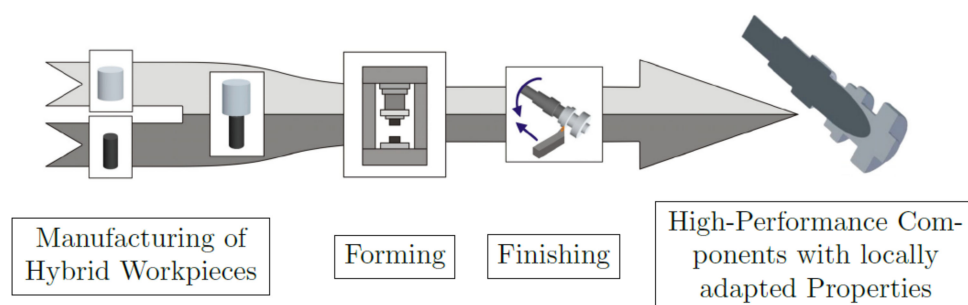 Manufacturing of
Hybrid Workpieces
Forming
Finishing
High-Performance Com-
ponents with locally
adapted Properties